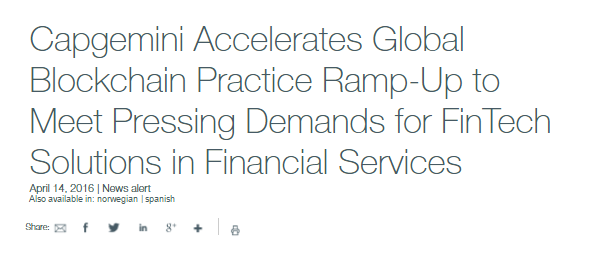 Capgemini Accelerates Global
Blockchain Practice Ramp-Up to
Meet Pressing Demands for FinTech
Solutions in Financial Services
April 14, 2016 | News alert
Also available in: norwegian | spanish
Share: f in g+ +